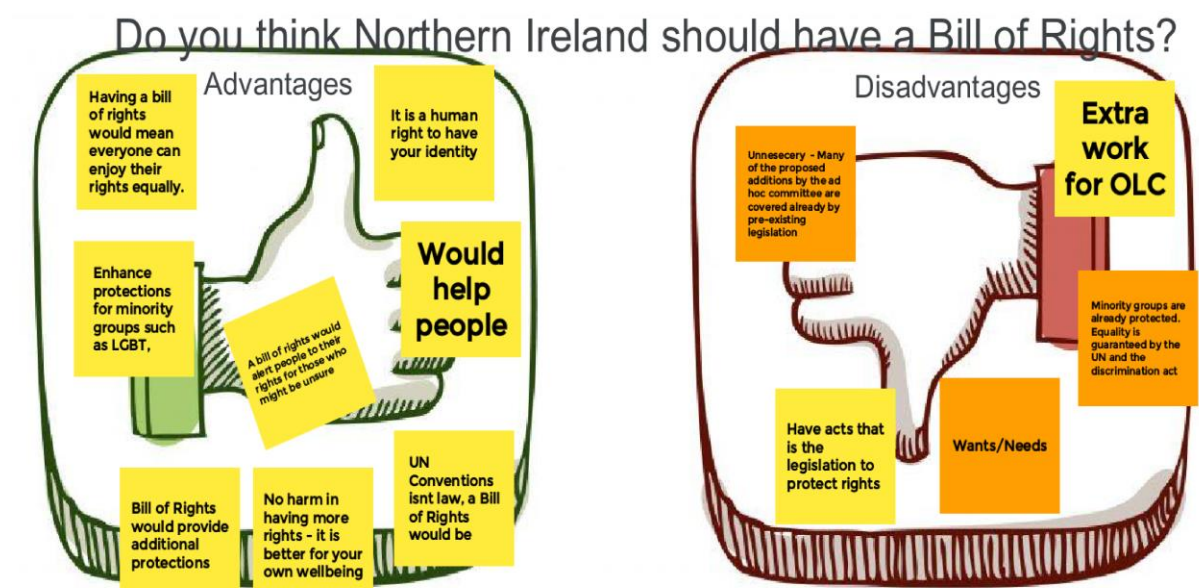 Do you think Northern Ireland should have a Bill of Rights?
Advantages
Having a bill
of rights
would mean
everyone can
enjoy their
rights equally.
It is a human
right to have
your identity
Enhance
protections
for minority
groups such
as LGBT,
A bill of rights would
alert people to their
rights for those who
might be unsure
Would
help
people
Bill of Rights
would provide
additional
protections
No harm in
having more
rights - it is
better for your
own wellbeing
UN
Conventions
isnt law, a Bill
of Rights
would be
Disadvantages
Unnesecery - Many
of the proposed
additions by the ad
hoc committee are
covered already by
pre-existing
legislation
Extra
work
for OLC
Minority groups are
already protected.
Equality is
guaranteed by the
UN and the
discrimination act
Have acts that
is the
legislation to
protect rights
Wants/Needs